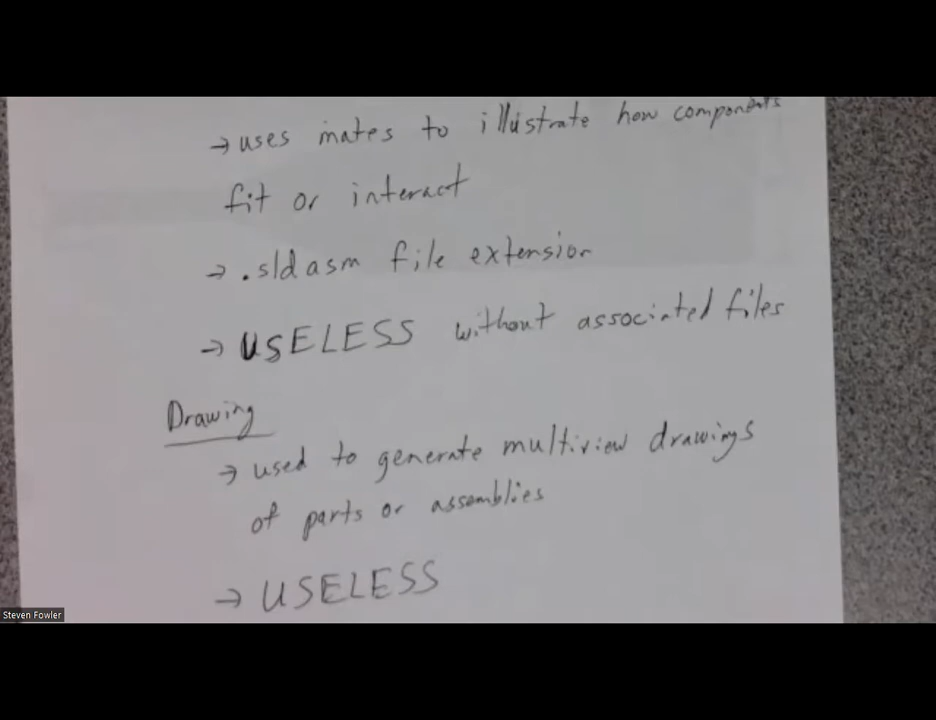 → uses mates to illustrate how components
fit or interact
→ .sldasm file extension
→ USELESS without associated files
Drawing
→ used to generate multiview drawings
of parts or assemblies
→ USELESS
Steven Fowler